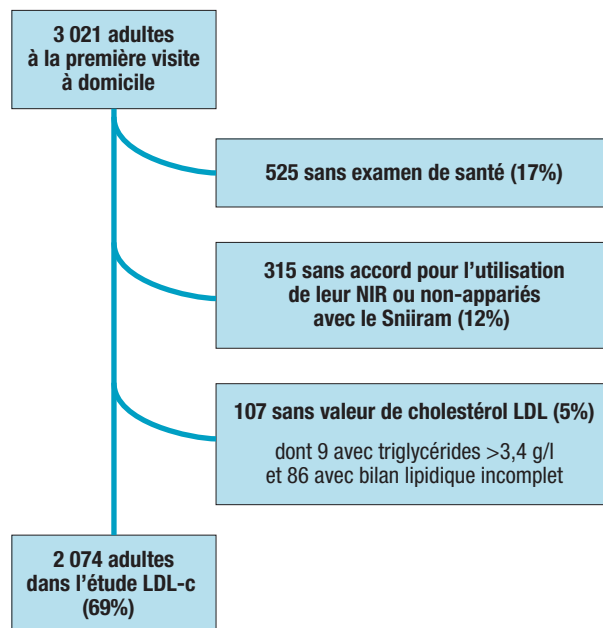 3 021 adultes
à la première visite
à domicile
525 sans examen de santé (17%)
315 sans accord pour l’utilisation
de leur NIR ou non-appariés
avec le Sniiram (12%)
107 sans valeur de cholestérol LDL (5%)
dont 9 avec triglycérides >3,4 g/l
et 86 avec bilan lipidique incomplet
2 074 adultes
dans l’étude LDL-c
(69%)